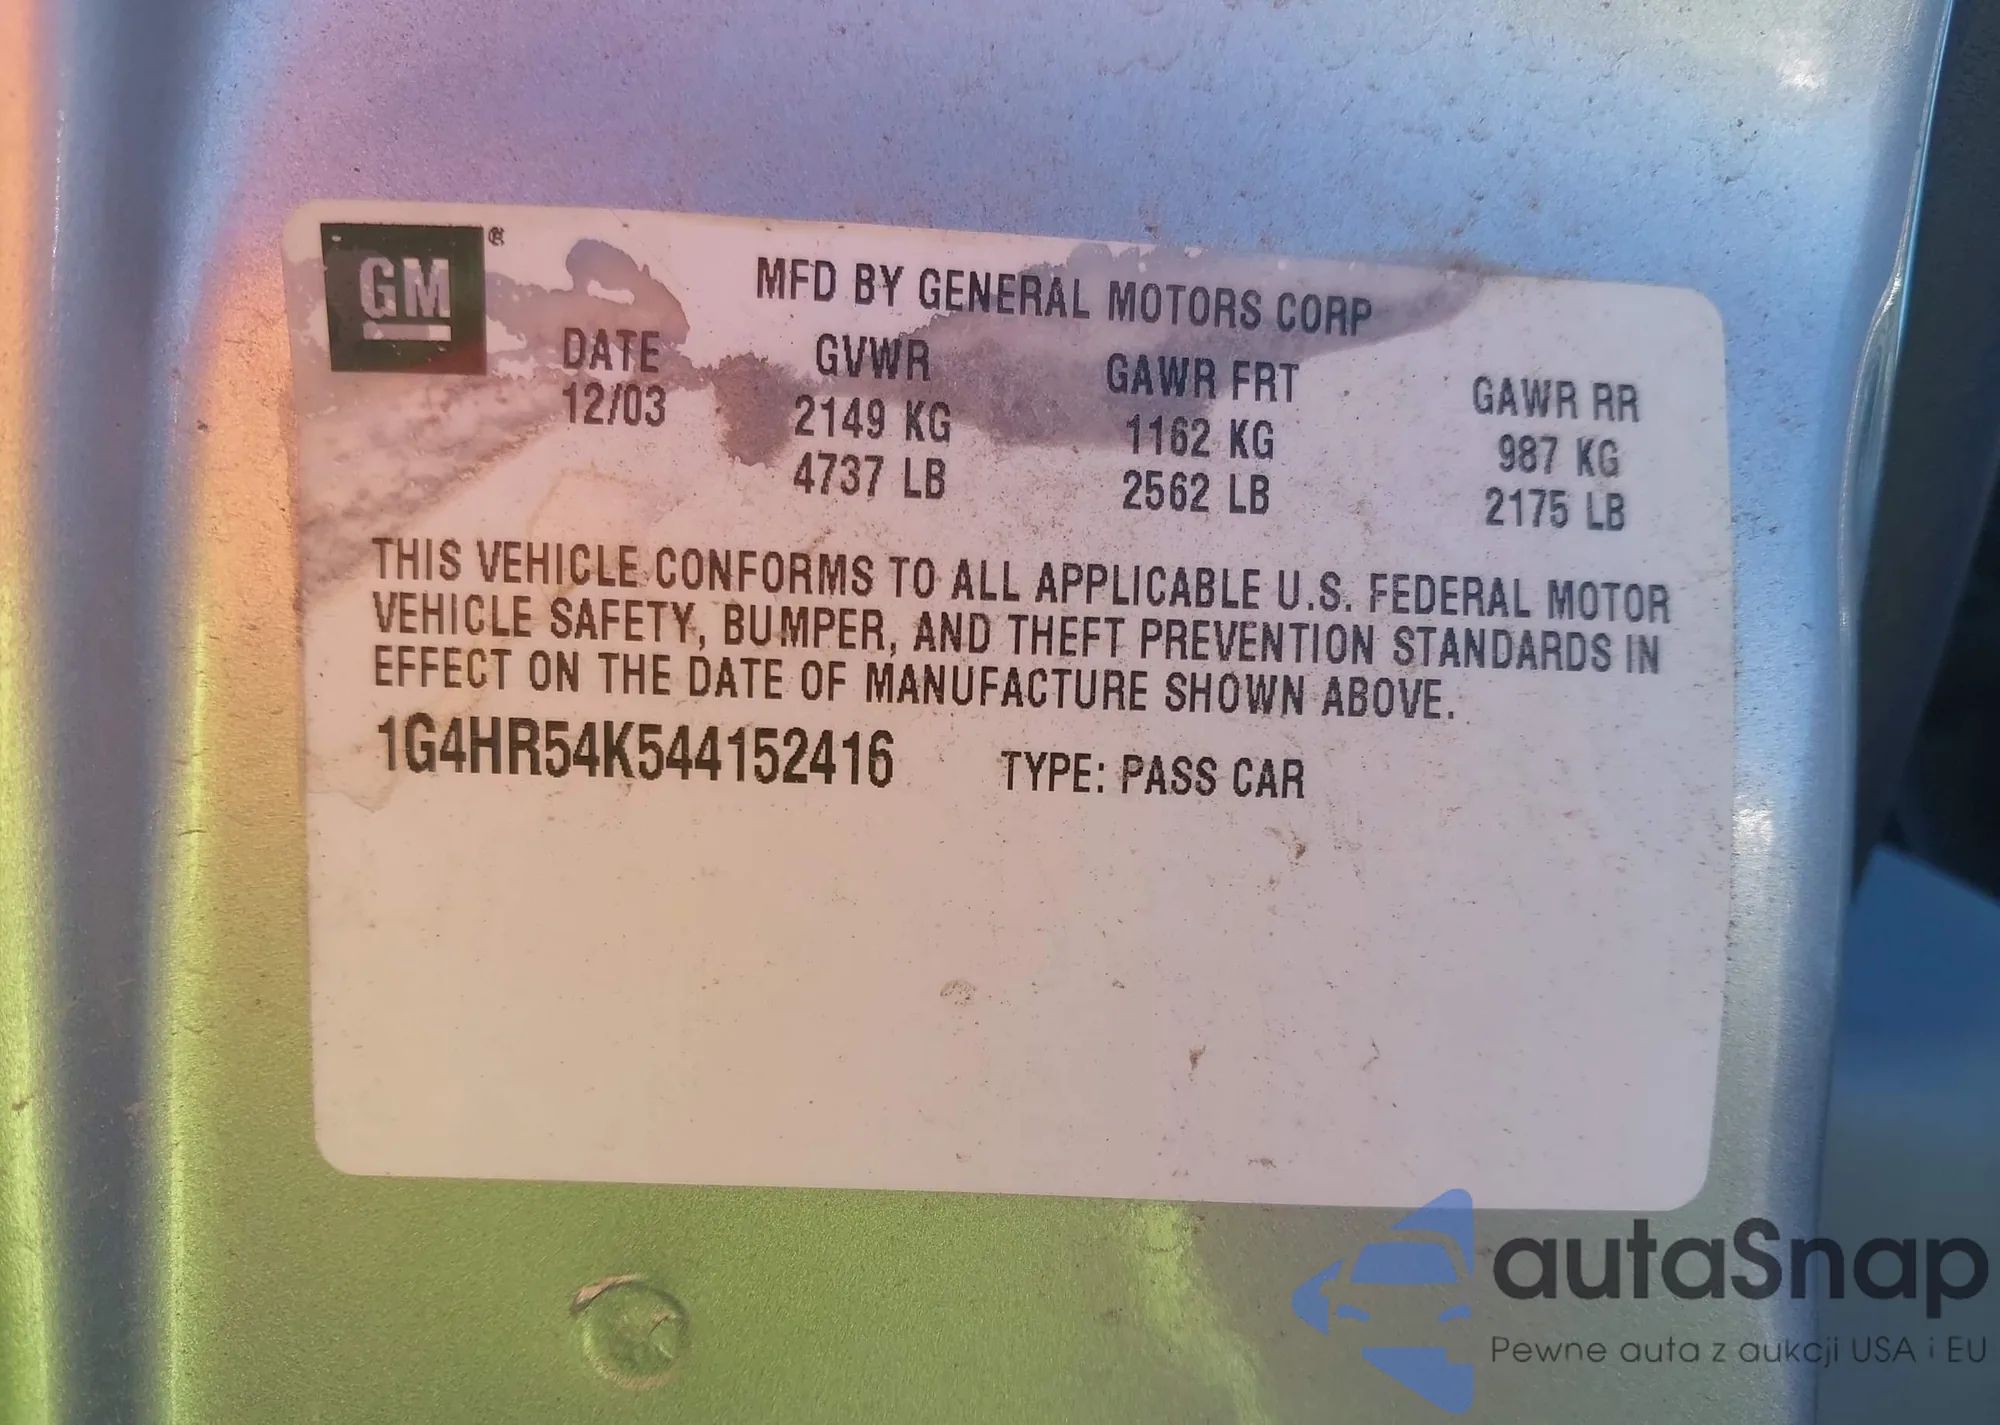 GM ®
MFD BY GENERAL MOTORS CORP
DATE GVWR GAWR FRT GAWR RR
12/03 2149 KG 1162 KG 987 KG
4737 LB 2562 LB 2175 LB
THIS VEHICLE CONFORMS TO ALL APPLICABLE U.S. FEDERAL MOTOR
VEHICLE SAFETY, BUMPER, AND THEFT PREVENTION STANDARDS IN
EFFECT ON THE DATE OF MANUFACTURE SHOWN ABOVE.
1G4HR54K544152416 TYPE: PASS CAR
autaSnap
Pewne auta z aukcji USA i EU